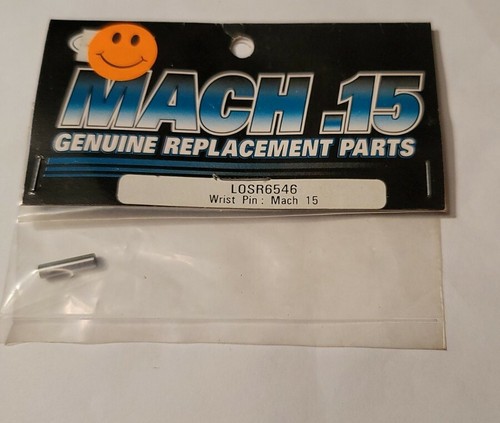 MACH .15
GENUINE REPLACEMENT PARTS
LOSR6546
Wrist Pin: Mach 15